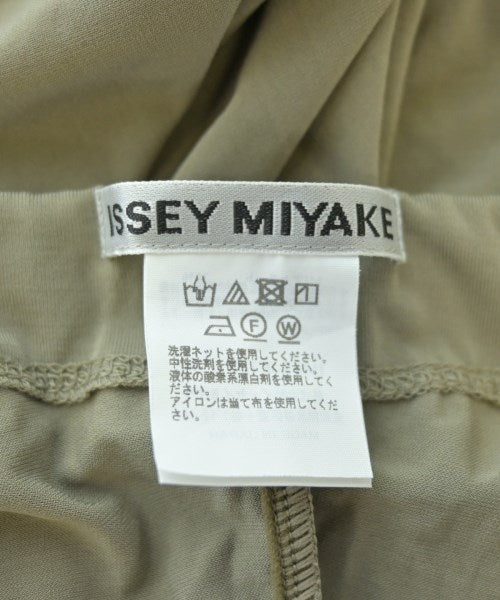 ISSEY MIYAKE
F W
洗濯ネットを使用してください。
中性洗剤を使用してください。
液体の酸素系漂白剤を使用してく
ださい。
アイロンは当て布を使用してくだ
さい。